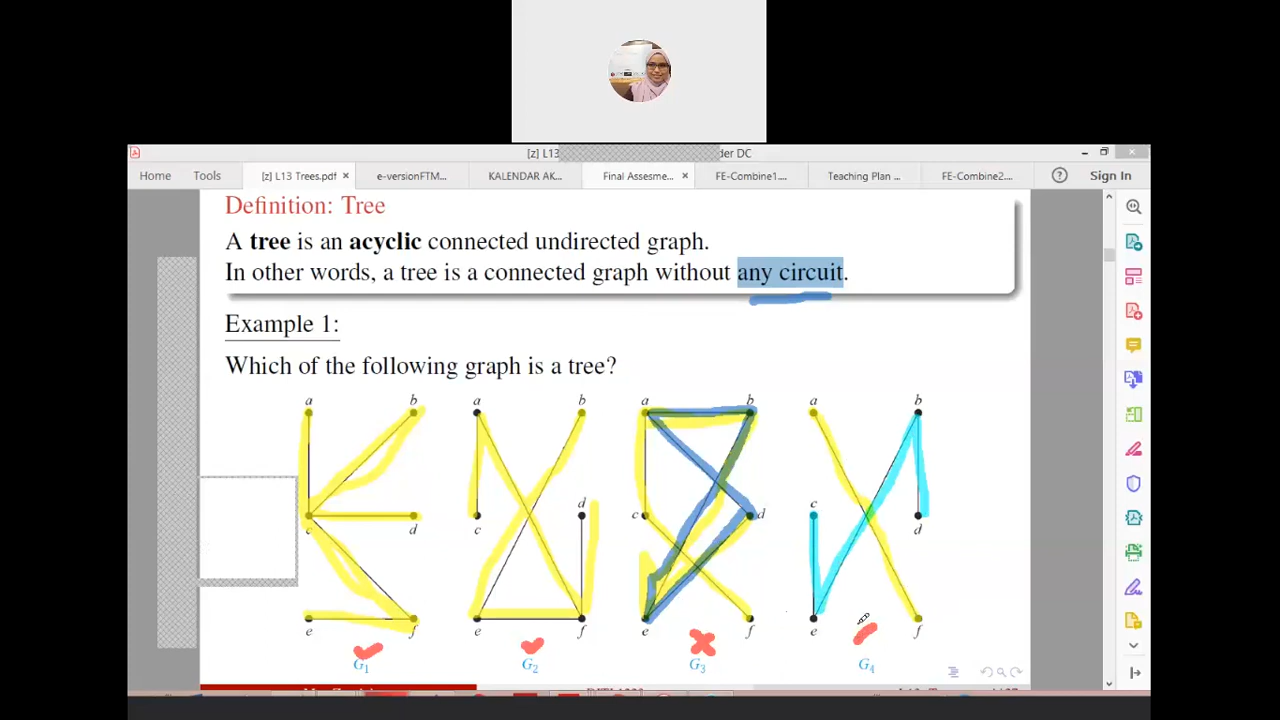 [z] L13 der DC
Home Tools [z] L13 Trees.pdf × e-versionFTM... KALENDAR AK... Final Assesme... × FE-Combine1.... Teaching Plan ... FE-Combine2.... Sign In
Definition: Tree
A tree is an acyclic connected undirected graph.
In other words, a tree is a connected graph without any circuit.
Example 1:
Which of the following graph is a tree?
a b a b a b a b
d c
c d c c d d
e f e f e f e f
G1 G2 G3 G4